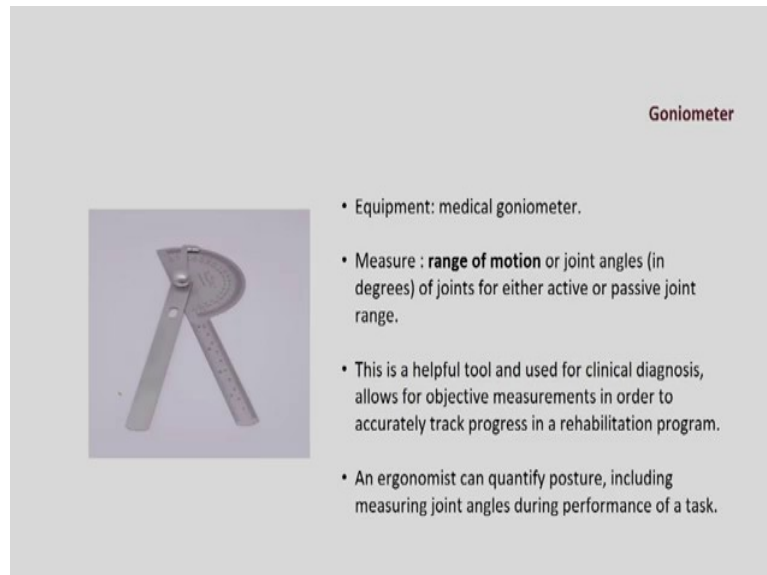 Goniometer
• Equipment: medical goniometer.
• Measure : range of motion or joint angles (in
degrees) of joints for either active or passive joint
range.
• This is a helpful tool and used for clinical diagnosis,
allows for objective measurements in order to
accurately track progress in a rehabilitation program.
• An ergonomist can quantify posture, including
measuring joint angles during performance of a task.